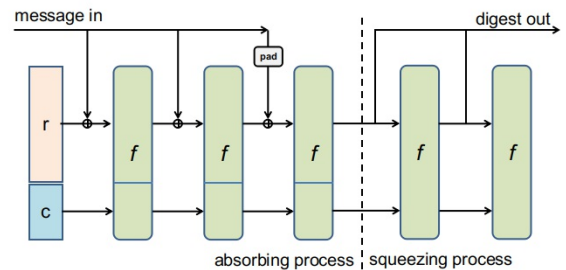 message in
digest out
pad
r
f
f
f
f
f
c
absorbing process
squeezing process